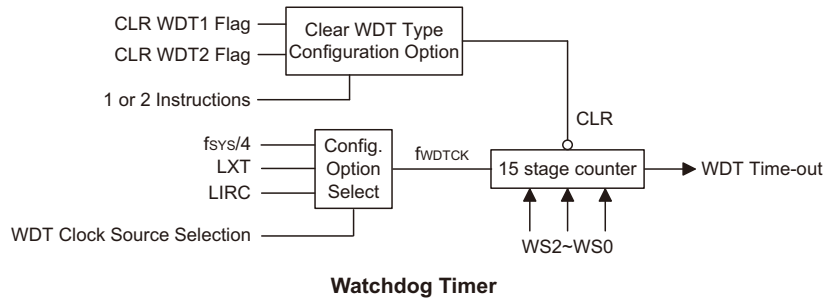 CLR WDT1 Flag
CLR WDT2 Flag
Clear WDT Type
Configuration Option
1 or 2 Instructions
CLR
fSYS/4
LXT
LIRC
Config.
Option
Select
fWDTCK
15 stage counter
WDT Time-out
WDT Clock Source Selection
WS2~WS0
Watchdog Timer